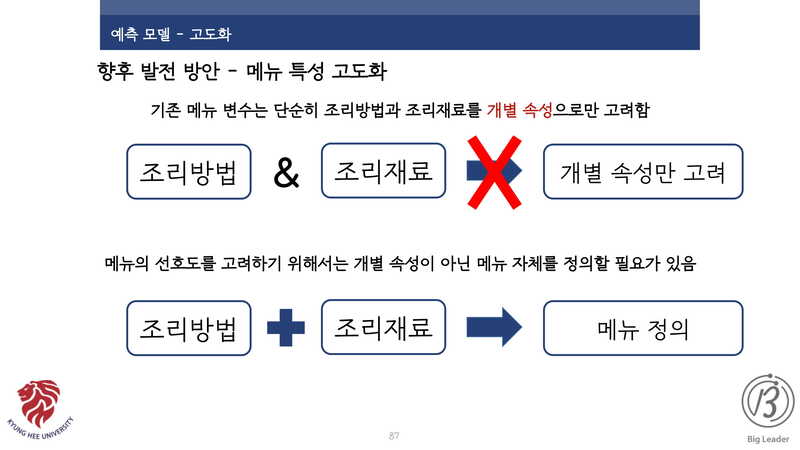 예측 모델 - 고도화
향후 발전 방안 - 메뉴 특성 고도화
기존 메뉴 변수는 단순히 조리방법과 조리재료를 개별 속성으로만 고려함
조리방법 & 조리재료 개별 속성만 고려
메뉴의 선호도를 고려하기 위해서는 개별 속성이 아닌 메뉴 자체를 정의할 필요가 있음
조리방법 조리재료 메뉴 정의
KYUNG HEE UNIVERSITY
87
Big Leader